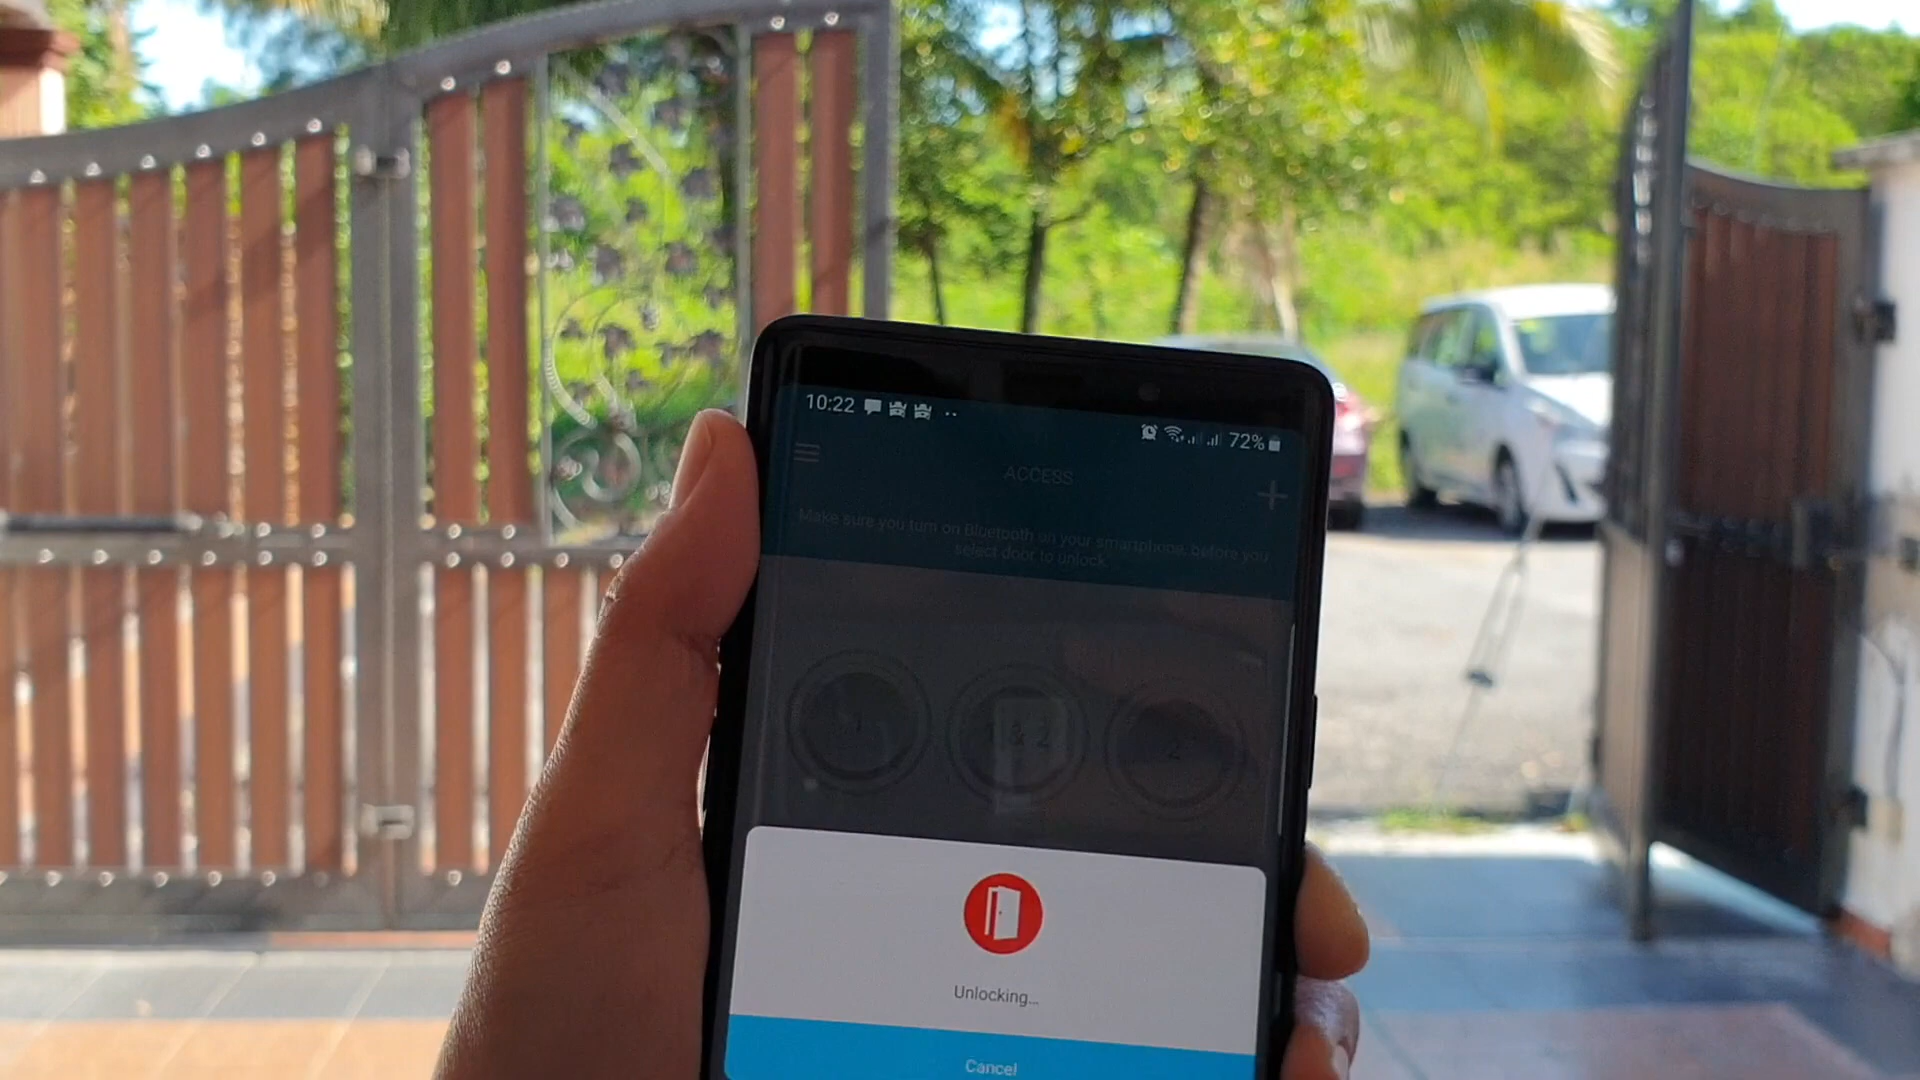 10:22
72%
ACCESS
Make sure you turn on Bluetooth un your smartphone, before you
select door to unlock.
1
1 & 2
2
Unlocking...
Cancel